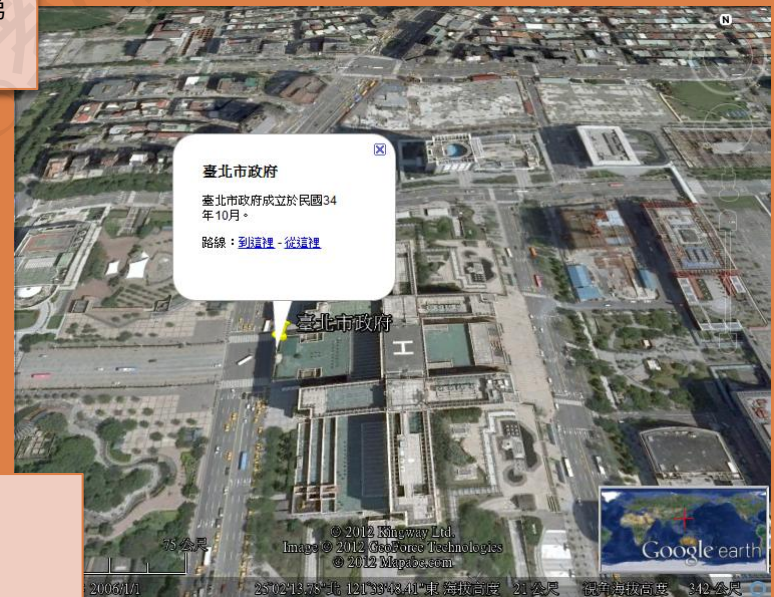 N
臺北市政府
臺北市政府成立於民國34
年10月。
路線：到這裡 - 從這裡
臺北市政府
H
75 公尺
© 2012 Kingway Ltd.
Image © 2012 GeoForce Technologies
© 2012 Mapabc.com
Google earth
2006/1/1 25°02'13.78"北 121°33'48.41"東 海拔高度 21 公尺 視角海拔高度 342 公尺